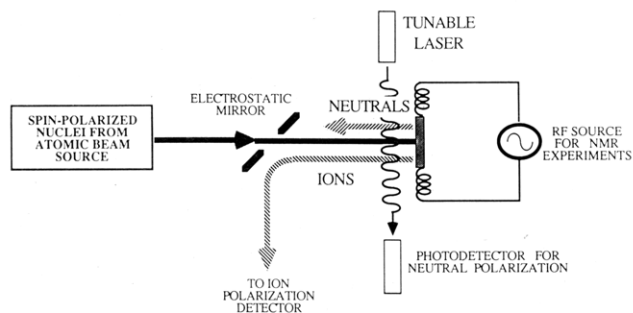 TUNABLE
LASER
ELECTROSTATIC
MIRROR
NEUTRALS
SPIN-POLARIZED
NUCLEI FROM
ATOMIC BEAM
SOURCE
RF SOURCE
FOR NMR
EXPERIMENTS
IONS
PHOTODETECTOR FOR
NEUTRAL POLARIZATION
TO ION
POLARIZATION
DETECTOR